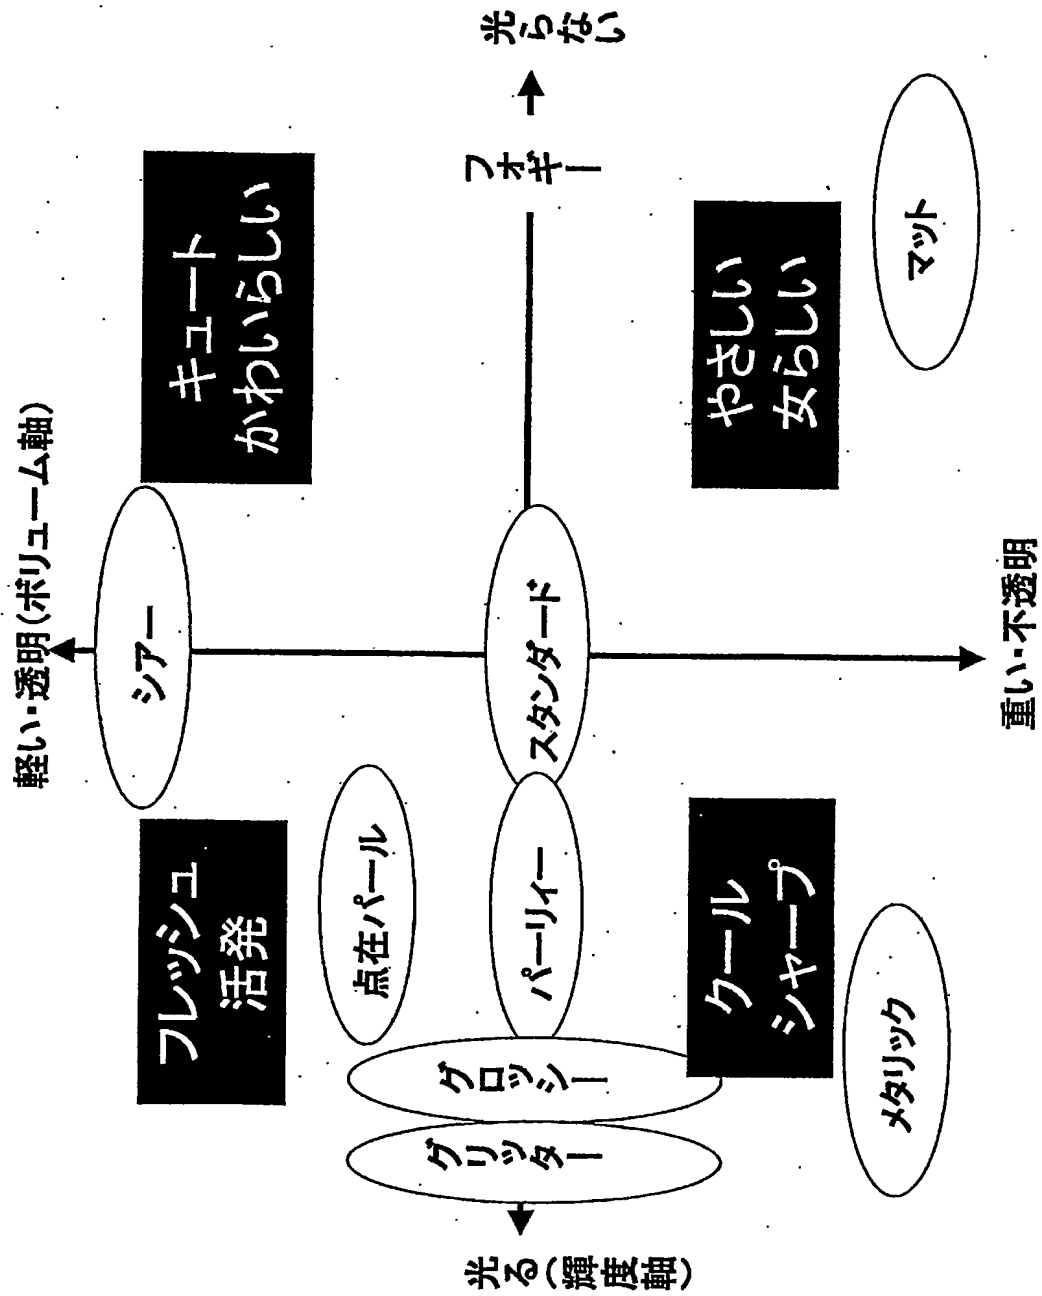 軽い・透明(ボリューム軸)
シアー
フレッシュ
活発
キュート
かわいらしい
点在パール
光る(輝度軸)
グリッター
グロッシー
パーリィー
スタンダード
フォギー
光らない
クール
シャープ
やさしい
女らしい
メタリック
マット
重い・不透明